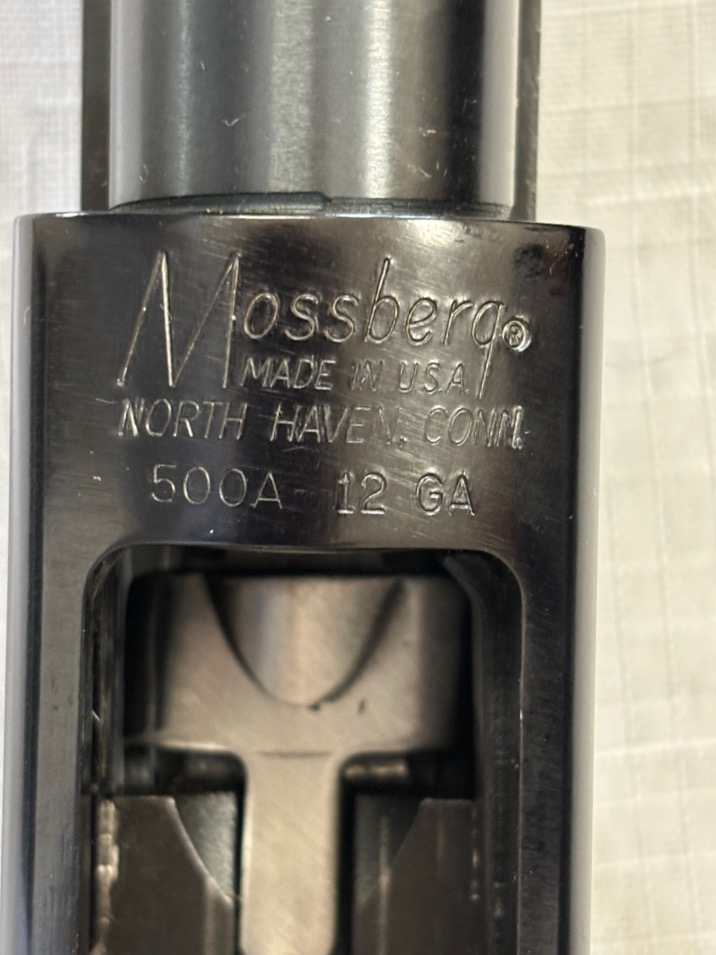 Mossberg®
MADE IN U.S.A.
NORTH HAVEN, CONN.
500A 12 GA